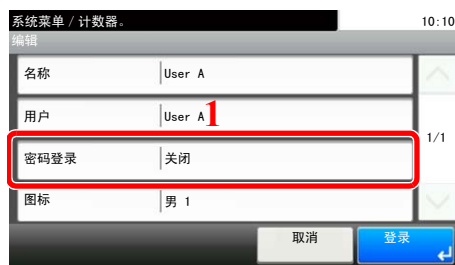 系统菜单 / 计数器。 10:10
编辑
名称 User A
用户 User A 1
1/1
密码登录 关闭
图标 男 1
取消 登录